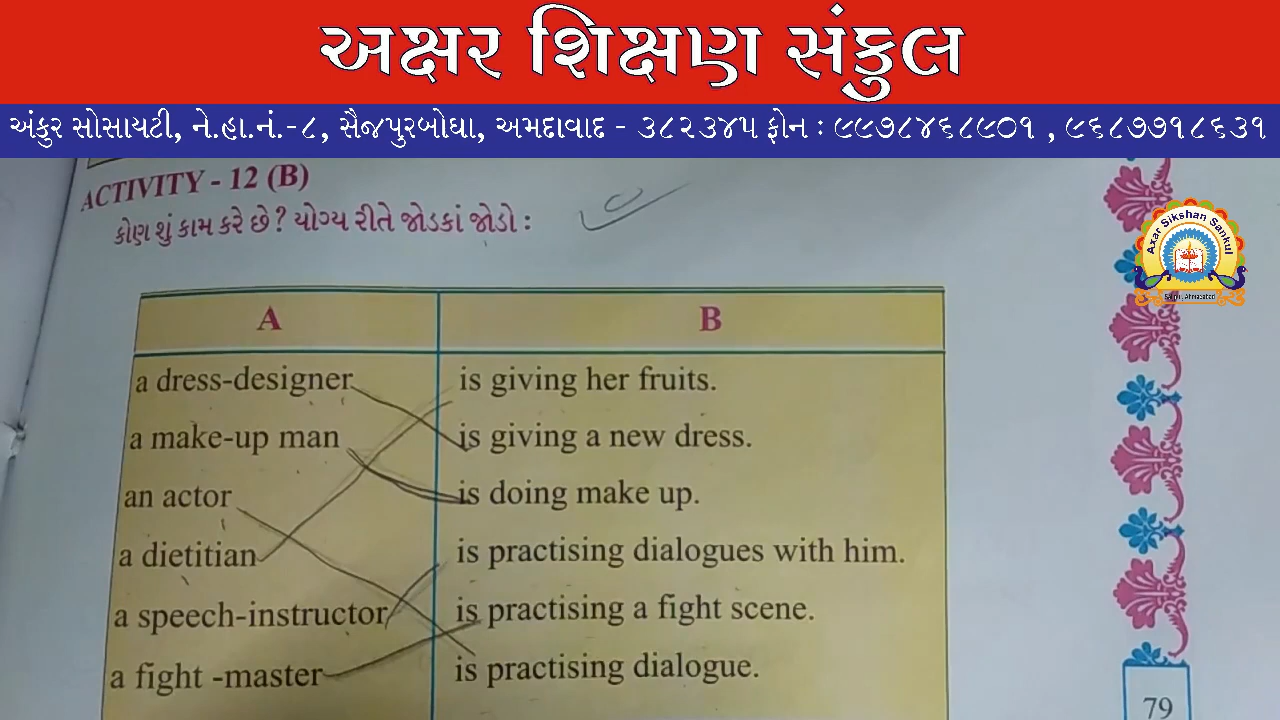 અક્ષર શિક્ષણ સંકુલ
અંકુર સોસાયટી, ને.હા.નં.-૮, સૈજપુરબોઘા, અમદાવાદ - ૩૮૨૩૪૫ ફોન : ૯૯૭૮૪૬૮૯૦૧ , ૯૬૮૭૭૧૮૬૩૧
ACTIVITY - 12 (B)
કોણ શું કામ કરે છે? યોગ્ય રીતે જોડકાં જોડો :
Axar Sikshan Sankul
Saijpur, Ahmedabad
A B
a dress-designer is giving her fruits.
a make-up man is giving a new dress.
an actor is doing make up.
a dietitian is practising dialogues with him.
a speech-instructor is practising a fight scene.
a fight -master is practising dialogue.
79